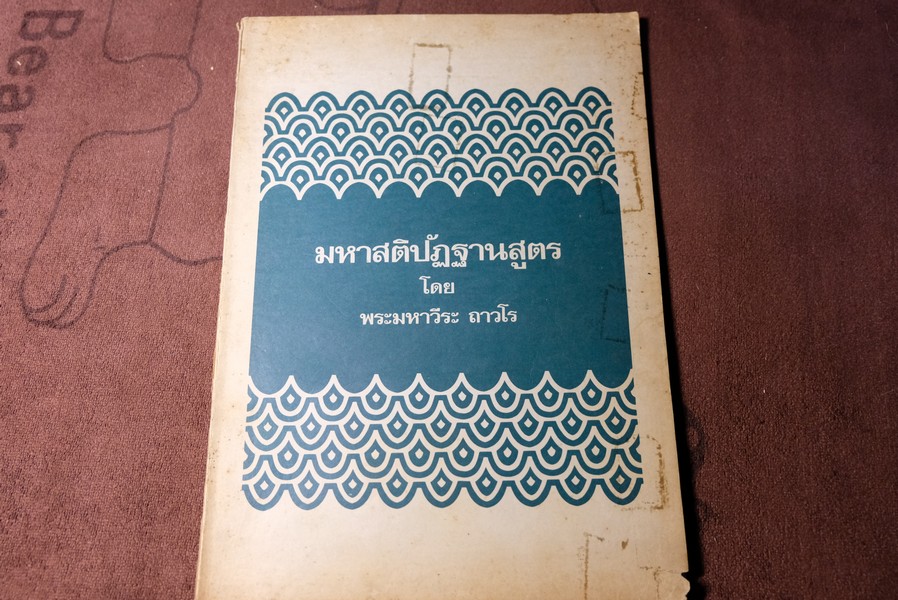 มหาสติปัฏฐานสูตร
โดย
พระมหาวีระ ถาวโร
Bear